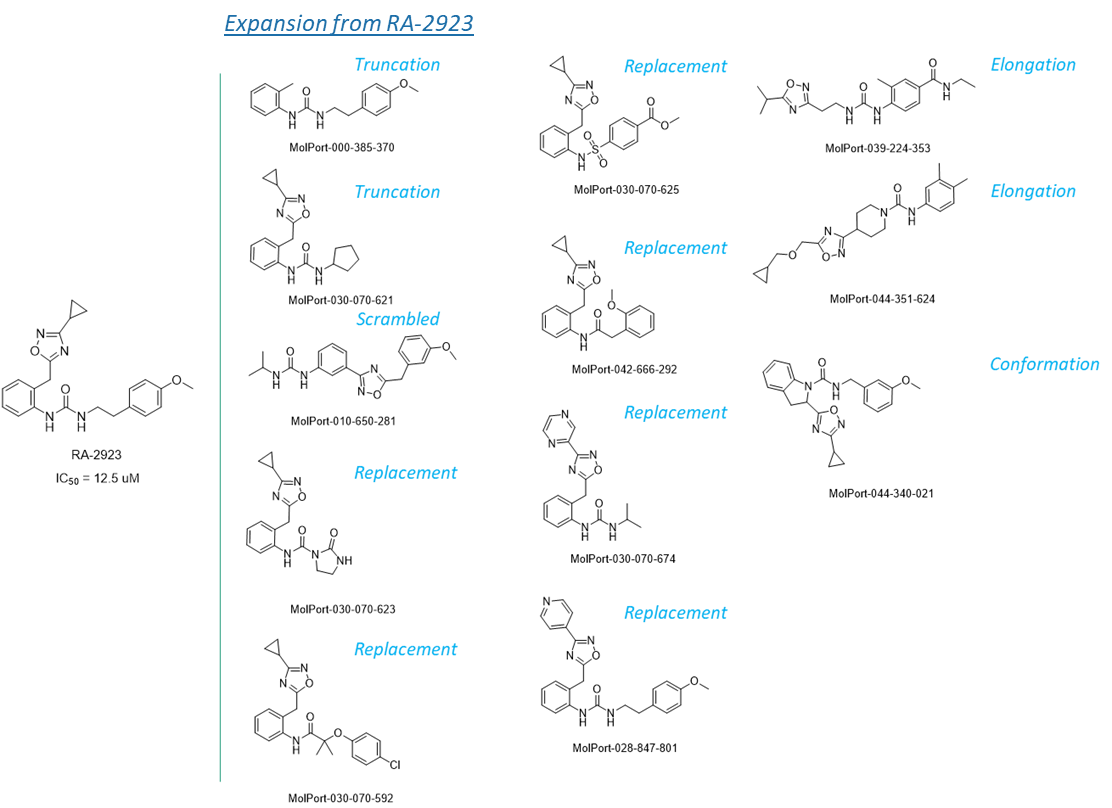 Expansion from RA-2923
RA-2923
IC50 = 12.5 uM
Truncation
MolPort-000-385-370
Truncation
MolPort-030-070-621
Scrambled
MolPort-010-650-281
Replacement
MolPort-030-070-623
Replacement
MolPort-030-070-592
Replacement
MolPort-030-070-625
Replacement
MolPort-042-666-292
Replacement
MolPort-030-070-674
Replacement
MolPort-028-847-801
Elongation
MolPort-039-224-353
Elongation
MolPort-044-351-624
Conformation
MolPort-044-340-021